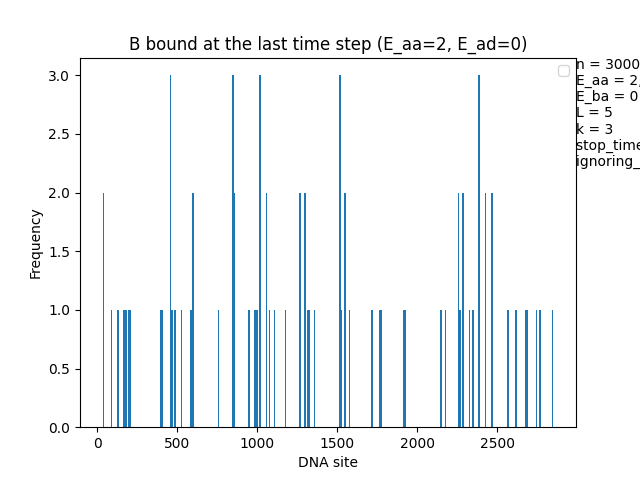 B bound at the last time step (E_aa=2, E_ad=0)
n = 3000
E_aa = 2,
E_ba = 0
L = 5
k = 3
stop_time
ignoring_
3.0
2.5
2.0
1.5
1.0
0.5
0.0
Frequency
0 500 1000 1500 2000 2500
DNA site